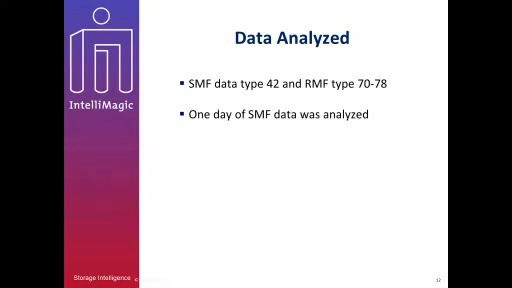 Data Analyzed
SMF data type 42 and RMF type 70-78
One day of SMF data was analyzed
IntelliMagic
Storage Intelligence
12